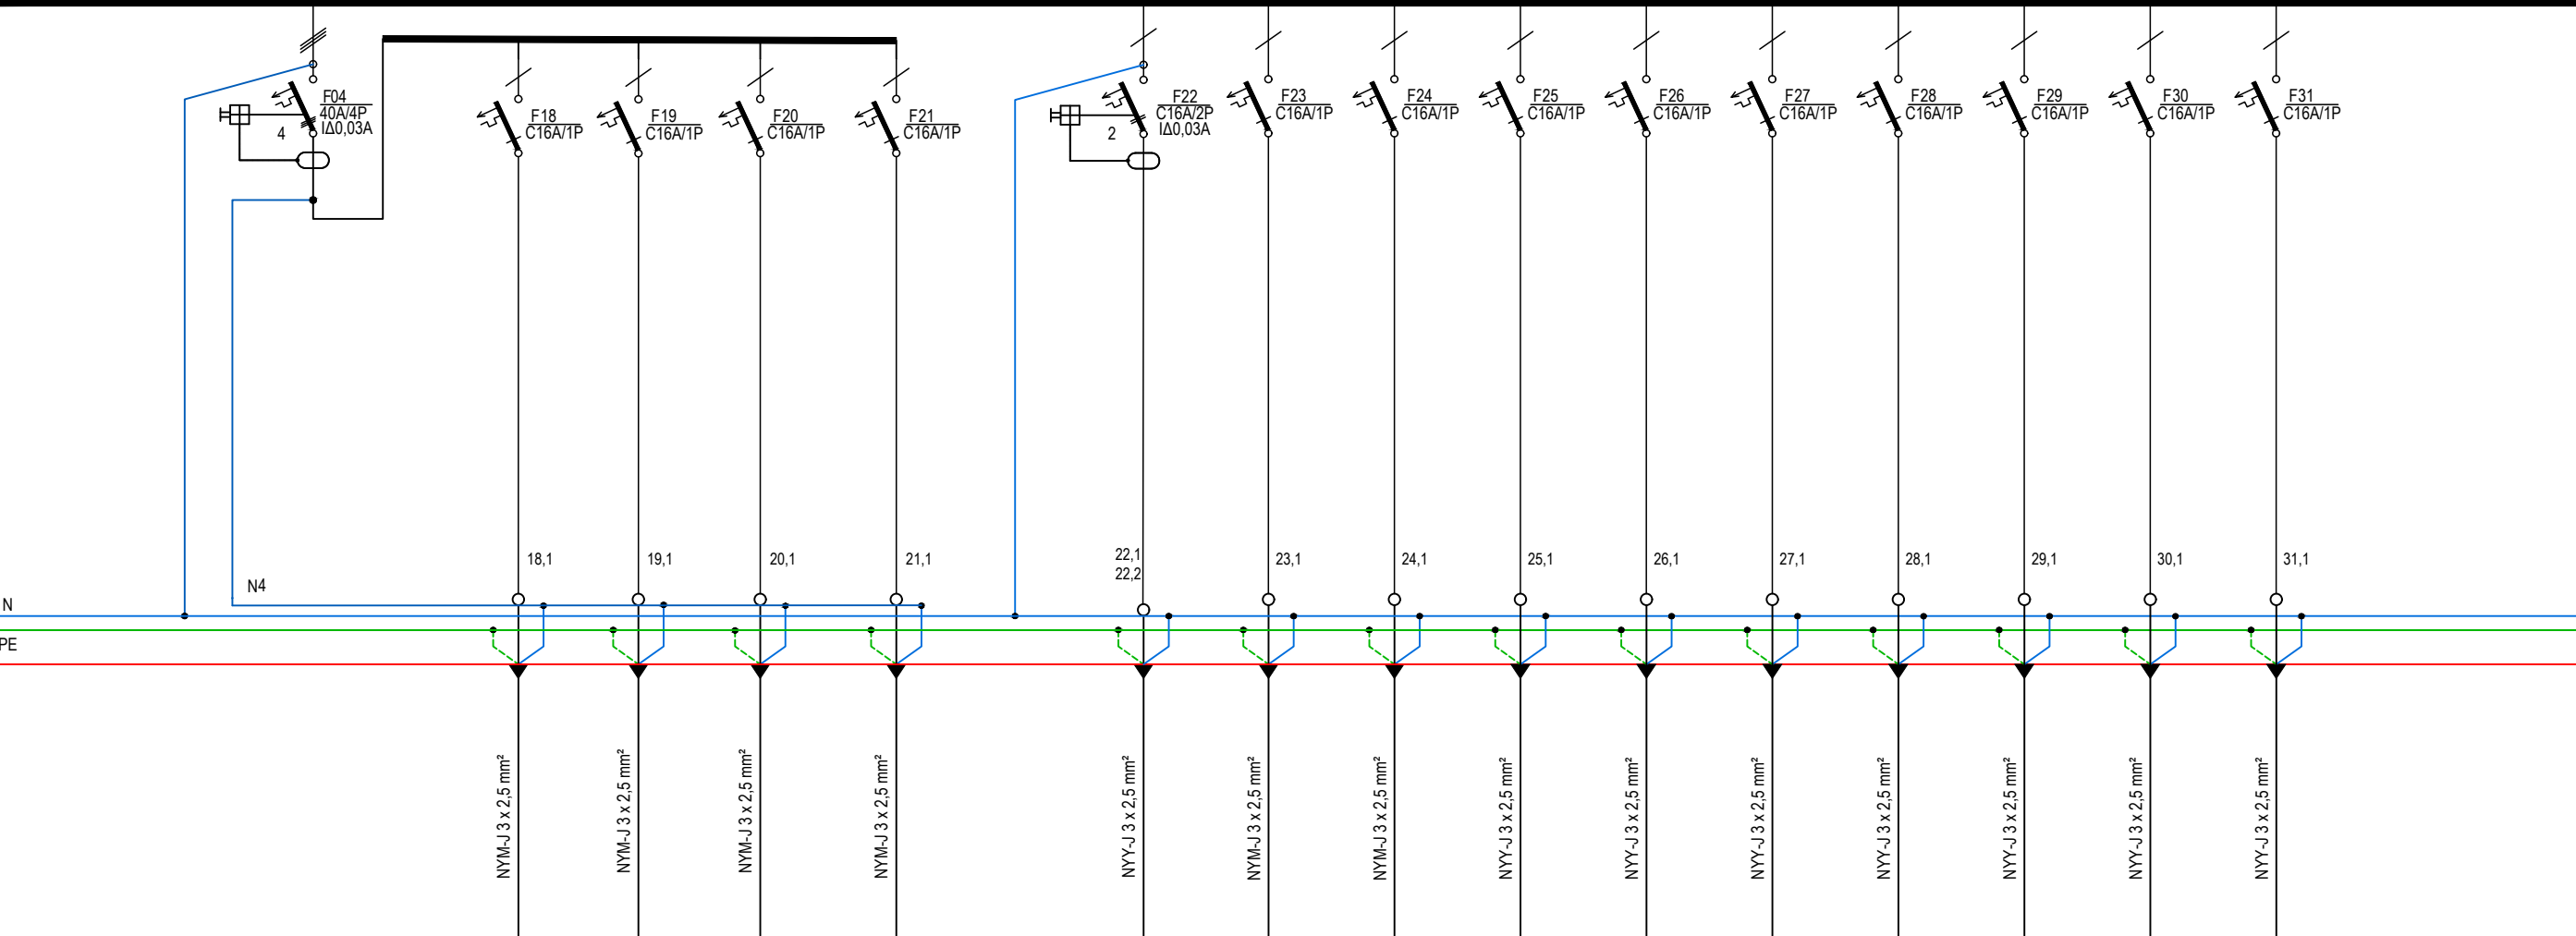 F04
40A/4P
IΔ0,03A
4
F18
C16A/1P
F19
C16A/1P
F20
C16A/1P
F21
C16A/1P
F22
C16A/2P
IΔ0,03A
2
F23
C16A/1P
F24
C16A/1P
F25
C16A/1P
F26
C16A/1P
F27
C16A/1P
F28
C16A/1P
F29
C16A/1P
F30
C16A/1P
F31
C16A/1P
18,1
19,1
20,1
21,1
22,1
22,2
23,1
24,1
25,1
26,1
27,1
28,1
29,1
30,1
31,1
N4
N
PE
NYM-J 3 x 2,5 mm²
NYM-J 3 x 2,5 mm²
NYM-J 3 x 2,5 mm²
NYM-J 3 x 2,5 mm²
NYY-J 3 x 2,5 mm²
NYM-J 3 x 2,5 mm²
NYM-J 3 x 2,5 mm²
NYY-J 3 x 2,5 mm²
NYY-J 3 x 2,5 mm²
NYY-J 3 x 2,5 mm²
NYY-J 3 x 2,5 mm²
NYY-J 3 x 2,5 mm²
NYY-J 3 x 2,5 mm²
NYY-J 3 x 2,5 mm²